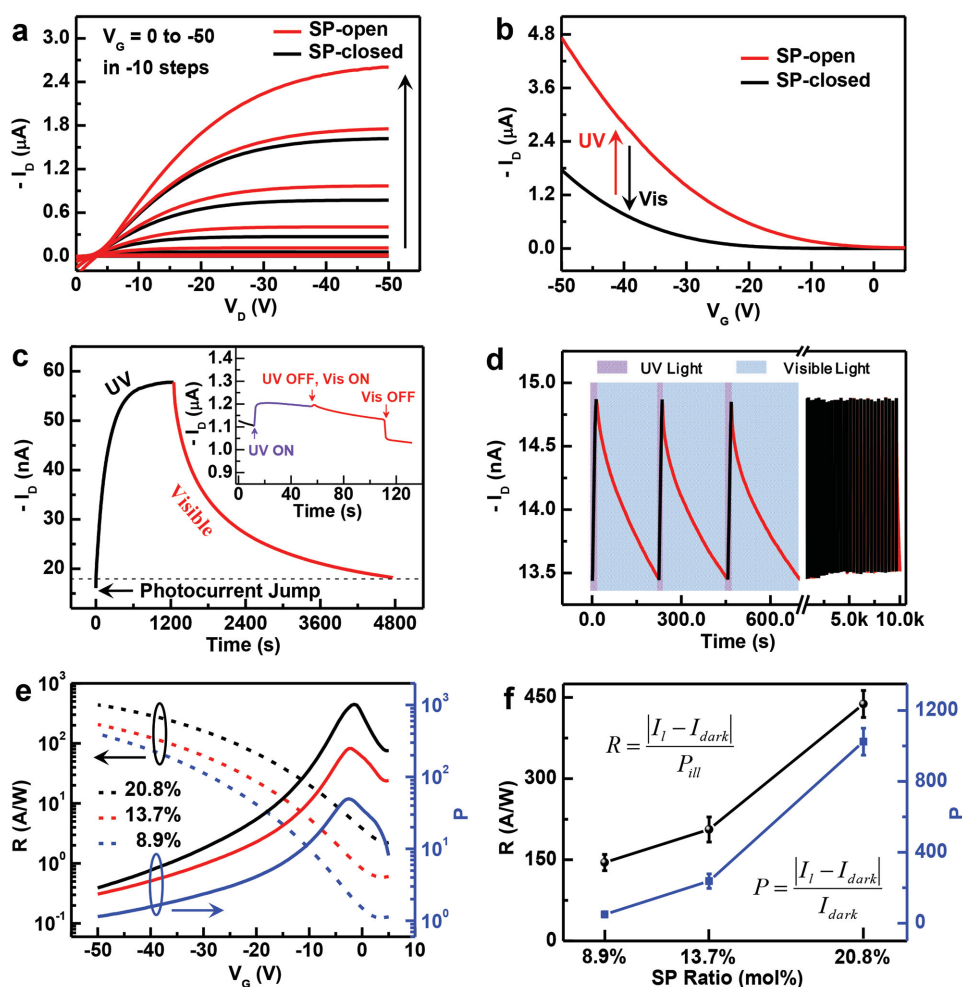 a
V_G = 0 to -50
in -10 steps
SP-open
SP-closed
3.0
2.4
1.8
1.2
0.6
0.0
- I_D (μA)
0 -10 -20 -30 -40 -50
V_D (V)
b
SP-open
SP-closed
UV
Vis
4.8
3.6
2.4
1.2
0.0
- I_D (μA)
-50 -40 -30 -20 -10 0
V_G (V)
c
UV
Visible
Photocurrent Jump
60
50
40
30
20
- I_D (nA)
0 1200 2400 3600 4800
Time (s)
1.4
1.3
1.2
1.1
1.0
0.9
- I_D (μA)
UV OFF, Vis ON
Vis OFF
UV ON
0 40 80 120
Time (s)
d
UV Light
Visible Light
15.0
14.5
14.0
13.5
- I_D (nA)
0.0 300.0 600.0 5.0k 10.0k
Time (s)
e
10^3
10^2
10^1
10^0
10^-1
R (A/W)
20.8%
13.7%
8.9%
10^3
10^2
10^1
10^0
P
-50 -40 -30 -20 -10 0 10
V_G (V)
f
450
300
150
0
R (A/W)
R = |I_l - I_dark| / P_ill
P = |I_l - I_dark| / I_dark
1200
800
400
0
P
8.9% 13.7% 20.8%
SP Ratio (mol%)